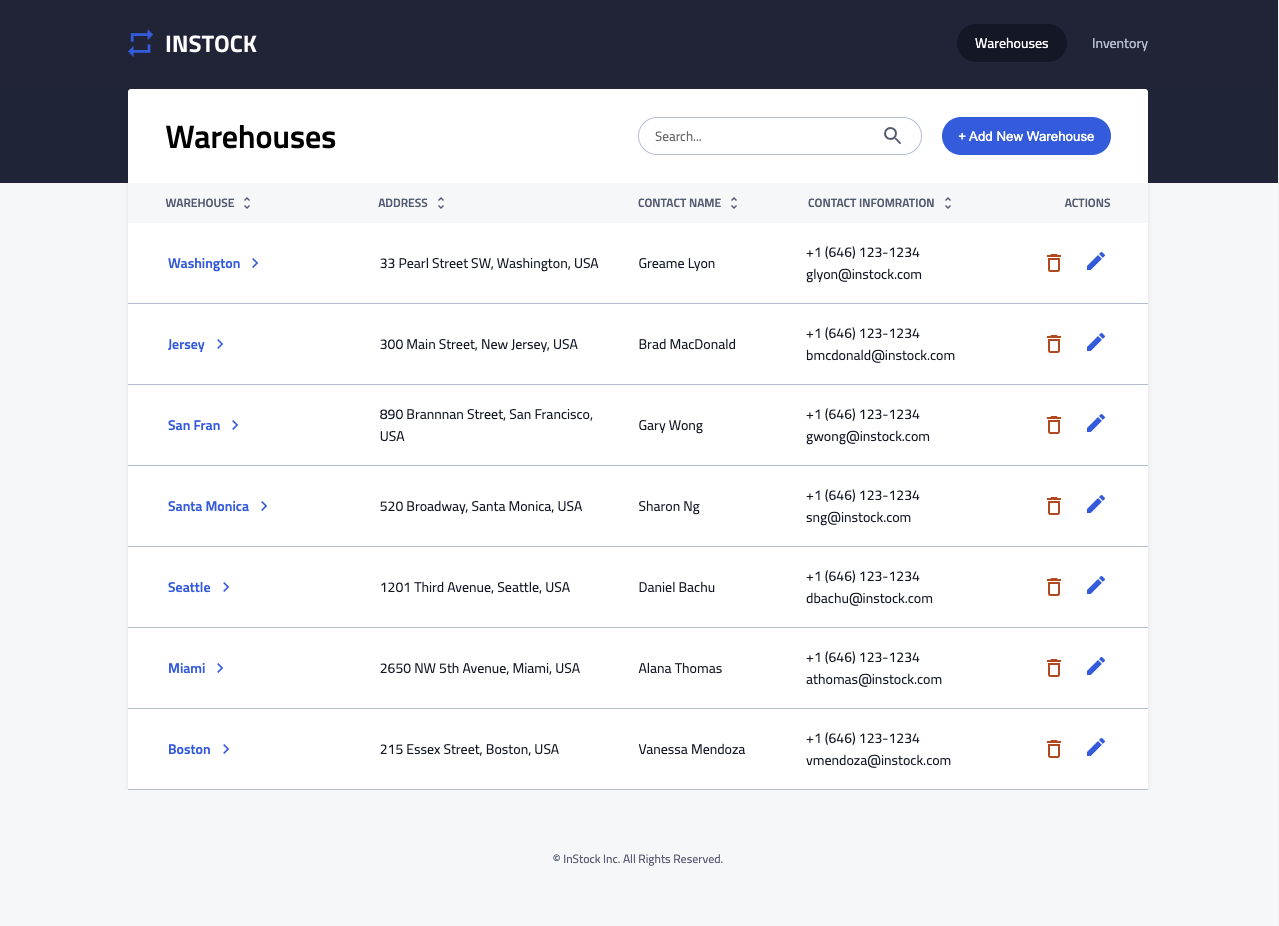 INSTOCK
Warehouses
Inventory
Warehouses
Search...
+ Add New Warehouse
WAREHOUSE
ADDRESS
CONTACT NAME
CONTACT INFOMRATION
ACTIONS
Washington
33 Pearl Street SW, Washington, USA
Greame Lyon
+1 (646) 123-1234
glyon@instock.com
Jersey
300 Main Street, New Jersey, USA
Brad MacDonald
+1 (646) 123-1234
bmcdonald@instock.com
San Fran
890 Brannnan Street, San Francisco,
USA
Gary Wong
+1 (646) 123-1234
gwong@instock.com
Santa Monica
520 Broadway, Santa Monica, USA
Sharon Ng
+1 (646) 123-1234
sng@instock.com
Seattle
1201 Third Avenue, Seattle, USA
Daniel Bachu
+1 (646) 123-1234
dbachu@instock.com
Miami
2650 NW 5th Avenue, Miami, USA
Alana Thomas
+1 (646) 123-1234
athomas@instock.com
Boston
215 Essex Street, Boston, USA
Vanessa Mendoza
+1 (646) 123-1234
vmendoza@instock.com
© InStock Inc. All Rights Reserved.